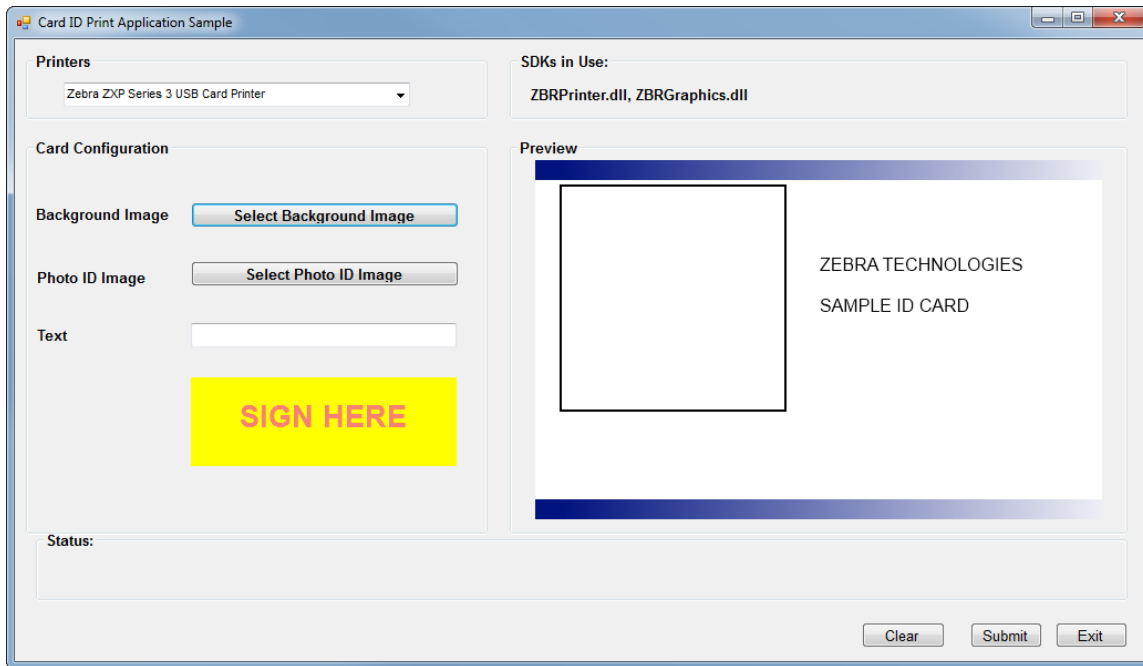 Card ID Print Application Sample
Printers
Zebra ZXP Series 3 USB Card Printer
SDKs in Use:
ZBRPrinter.dll, ZBRGraphics.dll
Card Configuration
Background Image
Select Background Image
Photo ID Image
Select Photo ID Image
Text
SIGN HERE
Preview
ZEBRA TECHNOLOGIES
SAMPLE ID CARD
Status:
Clear
Submit
Exit